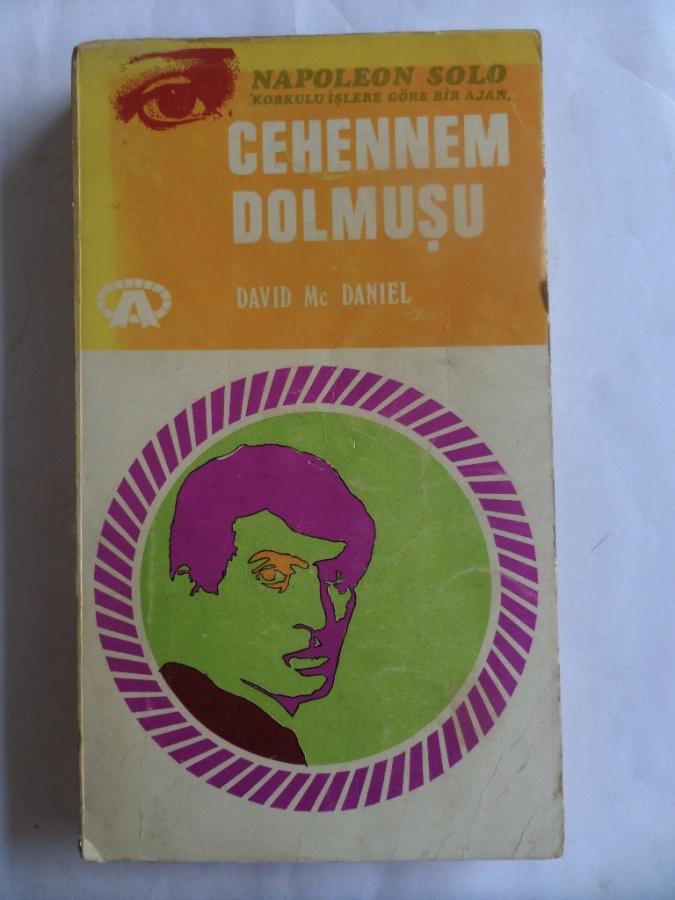 NAPOLEON SOLO
'KORKULU İŞLERE GÖRE BİR AJAN,
CEHENNEM
DOLMUŞU
DAVID Mc DANIEL
A